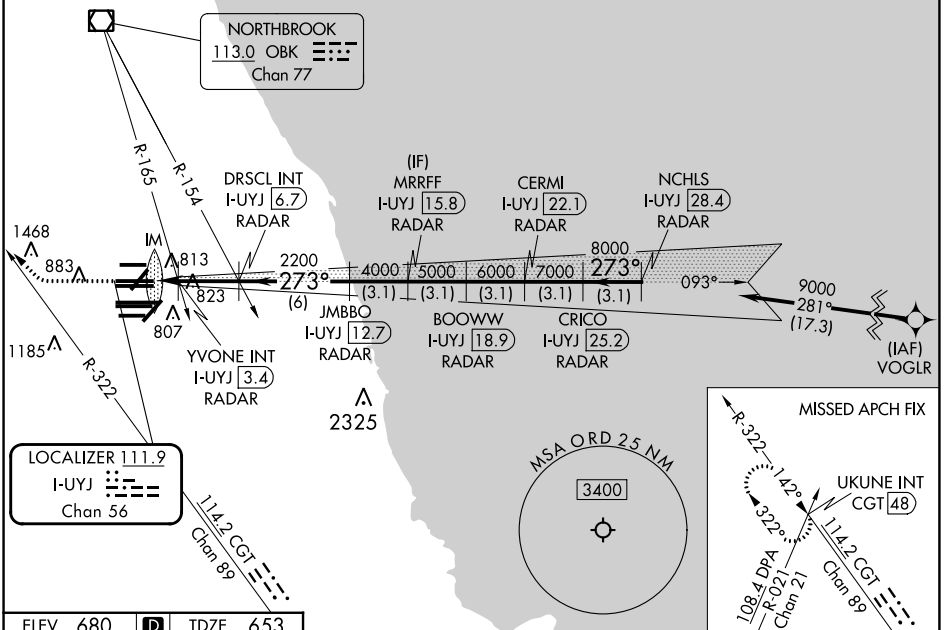 NORTHBROOK
113.0 OBK
Chan 77
R-165
R-154
DRSCL INT
I-UYJ 6.7
RADAR
(IF)
MRRFF
I-UYJ 15.8
RADAR
CERMI
I-UYJ 22.1
RADAR
NCHLS
I-UYJ 28.4
RADAR
1468
883
IM
813
823
807
1185
2200
273°
(6)
4000
(3.1)
5000
(3.1)
6000
(3.1)
7000
(3.1)
8000
273°
(3.1)
093°
9000
281°
(17.3)
(IAF)
VOGLR
YVONE INT
I-UYJ 3.4
RADAR
JMBBO
I-UYJ 12.7
RADAR
BOOWW
I-UYJ 18.9
RADAR
CRICO
I-UYJ 25.2
RADAR
2325
R-322
LOCALIZER 111.9
I-UYJ
Chan 56
114.2 CGT
Chan 89
MSA ORD 25 NM
3400
MISSED APCH FIX
R-322
142°
322°
UKUNE INT
CGT 48
108.4 DPA
R-021
Chan 21
114.2 CGT
Chan 89
ELEV 680
D
TDZE 653